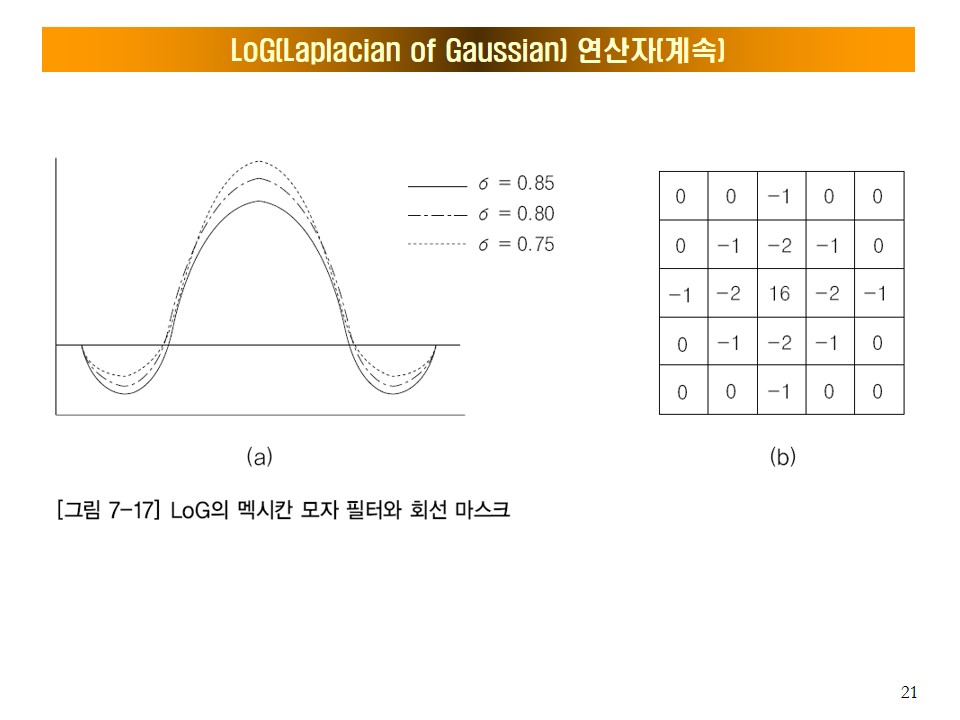 LoG(Laplacian of Gaussian) 연산자(계속)
σ = 0.85
σ = 0.80
σ = 0.75
0 0 −1 0 0
0 −1 −2 −1 0
−1 −2 16 −2 −1
0 −1 −2 −1 0
0 0 −1 0 0
(a)
(b)
[그림 7−17] LoG의 멕시칸 모자 필터와 회선 마스크
21